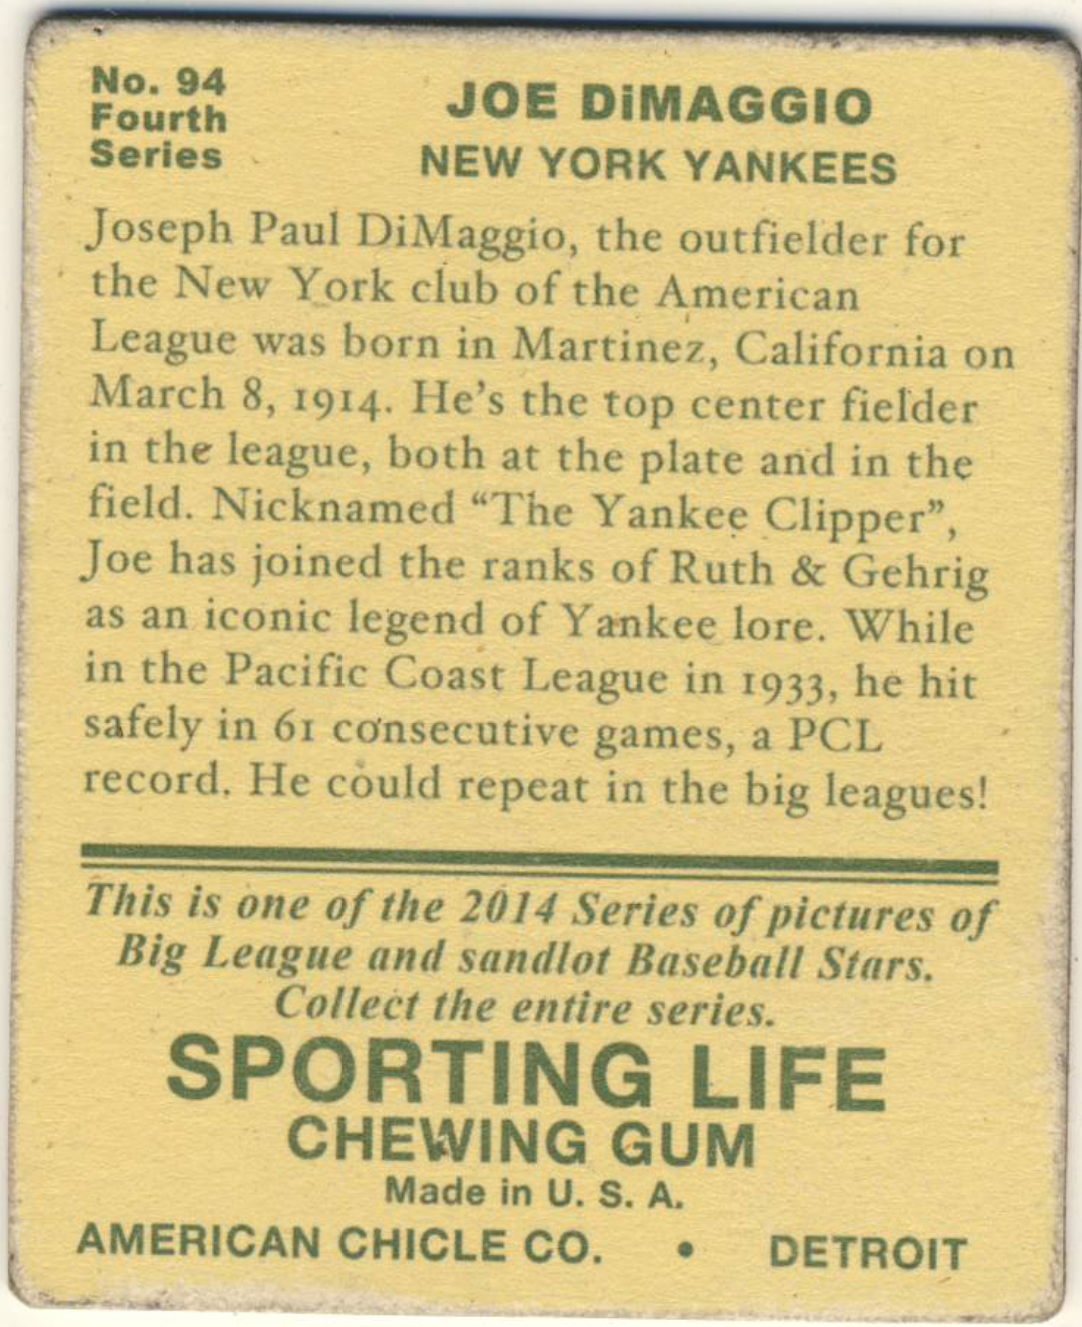 No. 94
Fourth
Series
JOE DiMAGGIO
NEW YORK YANKEES
Joseph Paul DiMaggio, the outfielder for
the New York club of the American
League was born in Martinez, California on
March 8, 1914. He's the top center fielder
in the league, both at the plate and in the
field. Nicknamed “The Yankee Clipper”,
Joe has joined the ranks of Ruth & Gehrig
as an iconic legend of Yankee lore. While
in the Pacific Coast League in 1933, he hit
safely in 61 consecutive games, a PCL
record. He could repeat in the big leagues!
This is one of the 2014 Series of pictures of
Big League and sandlot Baseball Stars.
Collect the entire series.
SPORTING LIFE
CHEWING GUM
Made in U. S. A.
AMERICAN CHICLE CO. • DETROIT